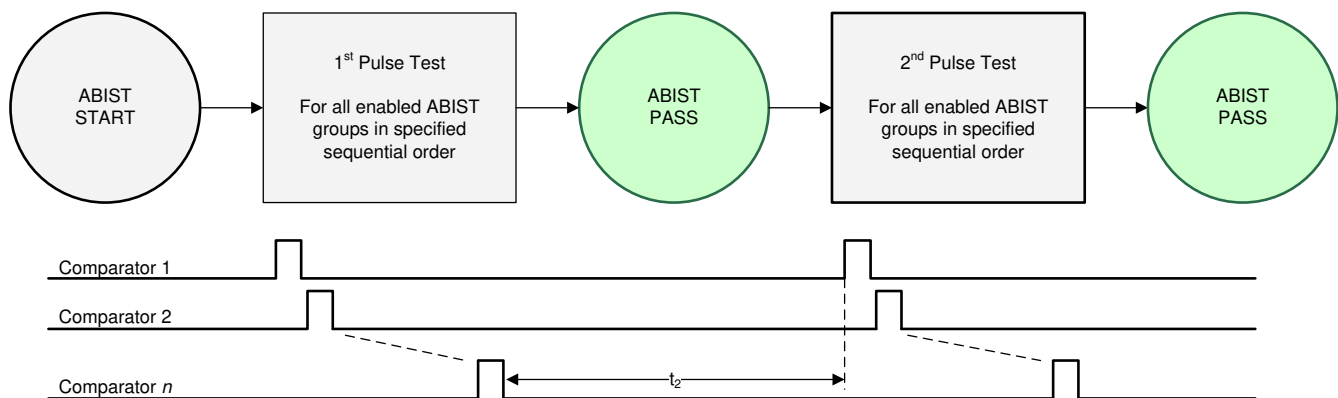 ABIST
START
1st Pulse Test
For all enabled ABIST
groups in specified
sequential order
ABIST
PASS
2nd Pulse Test
For all enabled ABIST
groups in specified
sequential order
ABIST
PASS
Comparator 1
Comparator 2
Comparator n
t2